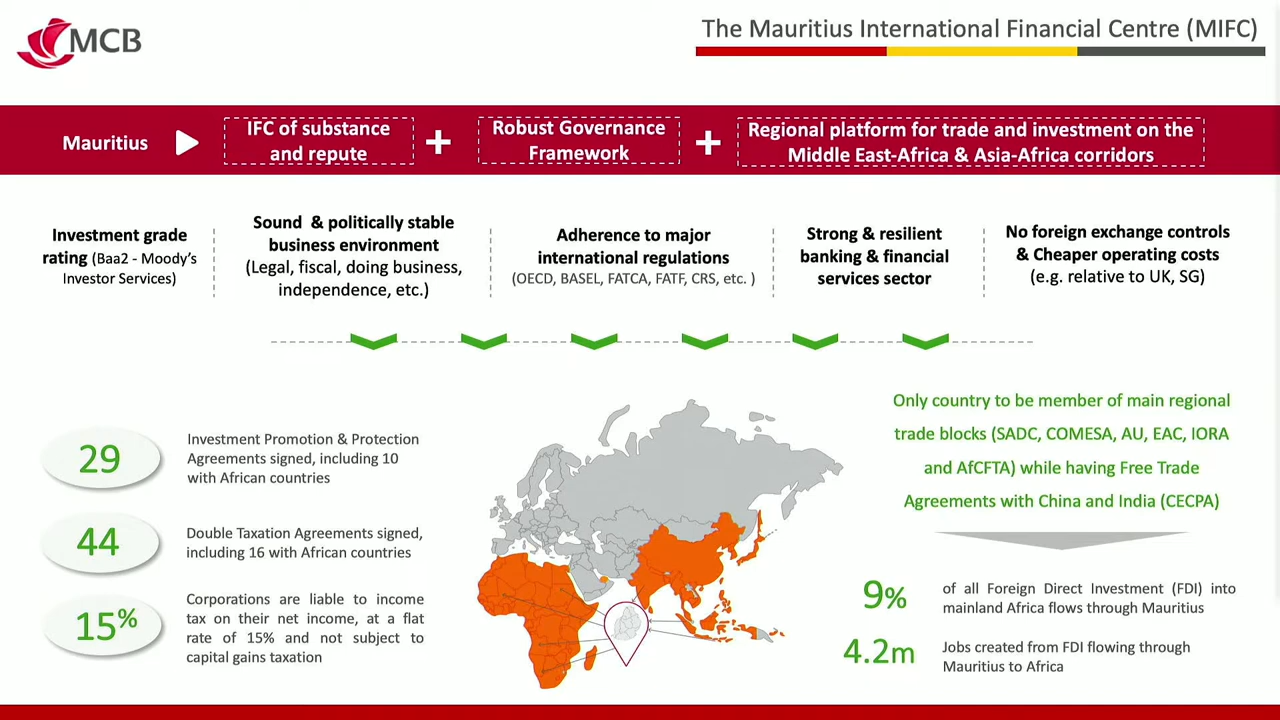 MCB
The Mauritius International Financial Centre (MIFC)
Mauritius
IFC of substance
and repute
+
Robust Governance
Framework
+
Regional platform for trade and investment on the
Middle East-Africa & Asia-Africa corridors
Investment grade
rating (Baa2 - Moody's
Investor Services)
Sound & politically stable
business environment
(Legal, fiscal, doing business,
independence, etc.)
Adherence to major
international regulations
(OECD, BASEL, FATCA, FATF, CRS, etc. )
Strong & resilient
banking & financial
services sector
No foreign exchange controls
& Cheaper operating costs
(e.g. relative to UK, SG)
29
Investment Promotion & Protection
Agreements signed, including 10
with African countries
44
Double Taxation Agreements signed,
including 16 with African countries
15%
Corporations are liable to income
tax on their net income, at a flat
rate of 15% and not subject to
capital gains taxation
Only country to be member of main regional
trade blocks (SADC, COMESA, AU, EAC, IORA
and AfCFTA) while having Free Trade
Agreements with China and India (CECPA)
9%
of all Foreign Direct Investment (FDI) into
mainland Africa flows through Mauritius
4.2m
Jobs created from FDI flowing through
Mauritius to Africa